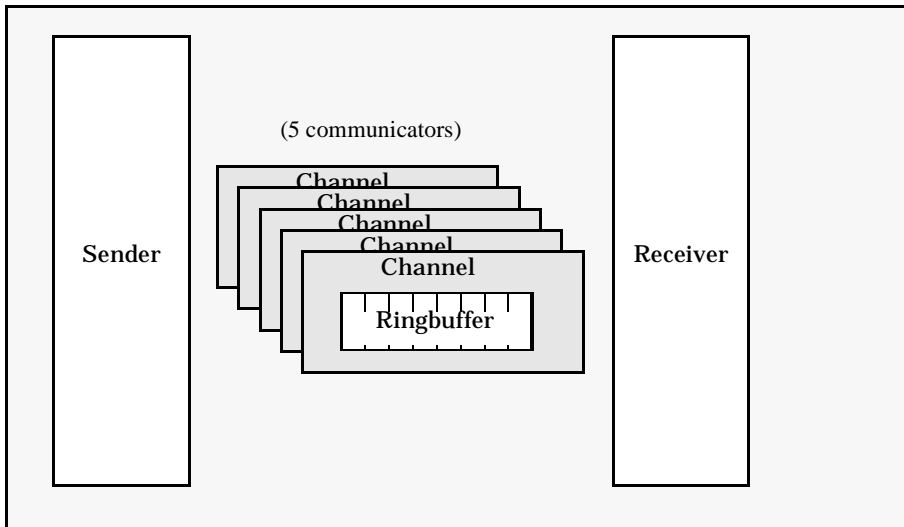 (5 communicators)
Channel
Channel
Channel
Channel
Channel
Sender
Receiver
Ringbuffer